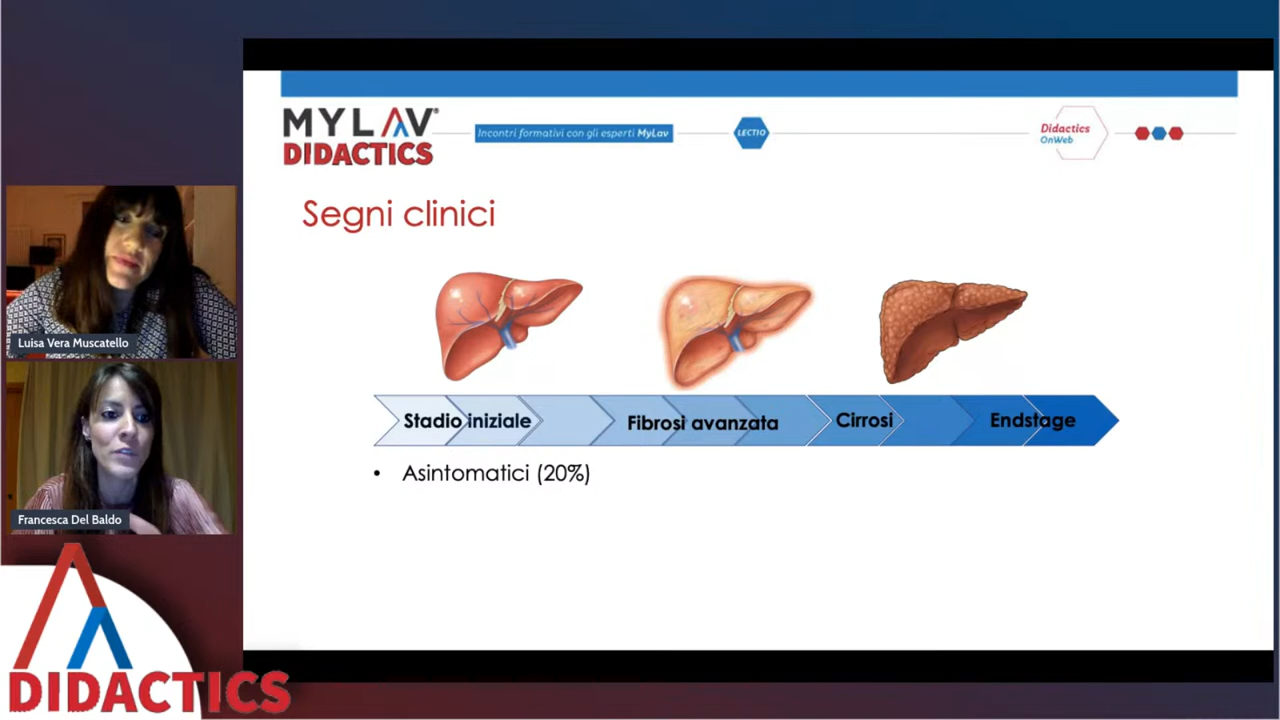 MYLAV®
DIDACTICS
Incontri formativi con gli esperti MyLav
LECTIO
Didactics
OnWeb
Segni clinici
Stadio iniziale
Fibrosi avanzata
Cirrosi
Endstage
• Asintomatici (20%)
Luisa Vera Muscatello
Francesca Del Baldo
DIDACTICS